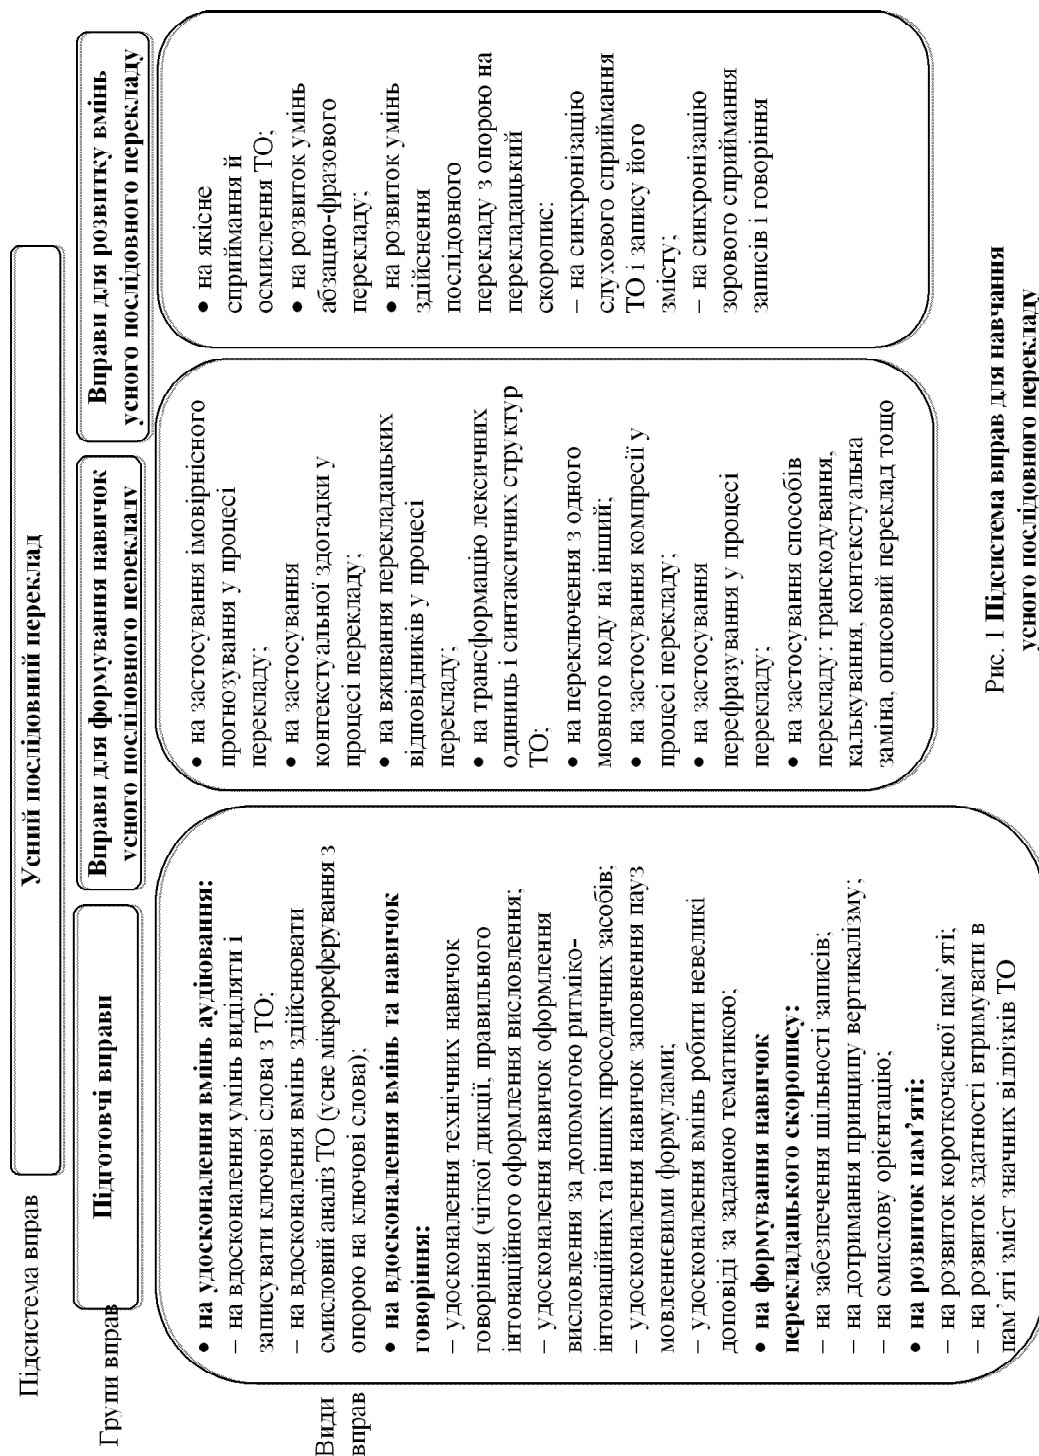 Підсистема вправ
Усний послідовний переклад
Групи вправ
Підготовчі вправи
Вправи для формування навичок
усного послідовного перекладу
Вправи для розвитку вмінь
усного послідовного перекладу
Види
вправ
• на удосконалення вмінь аудіювання:
– на вдосконалення умінь виділяти і
записувати ключові слова з ТО;
– на вдосконалення вмінь здійснювати
смисловий аналіз ТО (усне мікрореферування з
опорою на ключові слова);
• на вдосконалення вмінь та навичок
говоріння:
– удосконалення технічних навичок
говоріння (чіткої дикції, правильного
інтонаційного оформлення висловлення;
– удосконалення навичок оформлення
висловлення за допомогою ритміко-
інтонаційних та інших просодичних засобів;
– удосконалення навичок заповнення пауз
мовленнєвими формулами;
– удосконалення вмінь робити невеликі
доповіді за заданою тематикою;
• на формування навичок
перекладацького скоропису:
– на забезпечення щільності записів;
– на дотримання принципу вертикалізму;
– на смислову орієнтацію;
• на розвиток пам’яті:
– на розвиток короткочасної пам`яті;
– на розвиток здатності втримувати в
пам`яті зміст значних відрізків ТО
• на застосування імовірнісного
прогнозування у процесі
перекладу;
• на застосування
контекстуальної здогадки у
процесі перекладу;
• на вживання перекладацьких
відповідників у процесі
перекладу;
• на трансформацію лексичних
одиниць і синтаксичних структур
ТО;
• на переключення з одного
мовного коду на інший;
• на застосування компресії у
процесі перекладу;
• на застосування
перефразування у процесі
перекладу;
• на застосування способів
перекладу: транскодування,
калькування, контекстуальна
заміна, описовий переклад тощо
• на якісне
сприймання й
осмислення ТО;
• на розвиток умінь
абзацно-фразового
перекладу;
• на розвиток умінь
здійснення
послідовного
перекладу з опорою на
перекладацький
скоропис:
– на синхронізацію
слухового сприймання
ТО і запису його
змісту;
– на синхронізацію
зорового сприймання
записів і говоріння
Рис. 1 Підсистема вправ для навчання
усного послідовного перекладу